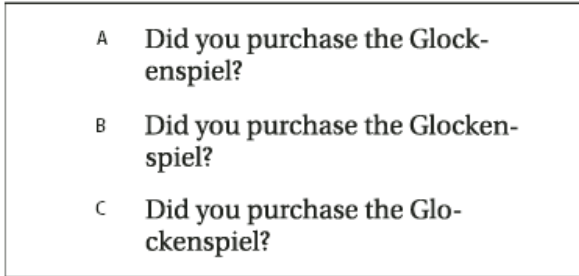 A Did you purchase the Glock-
enspiel?
B Did you purchase the Glocken-
spiel?
C Did you purchase the Glo-
ckenspiel?